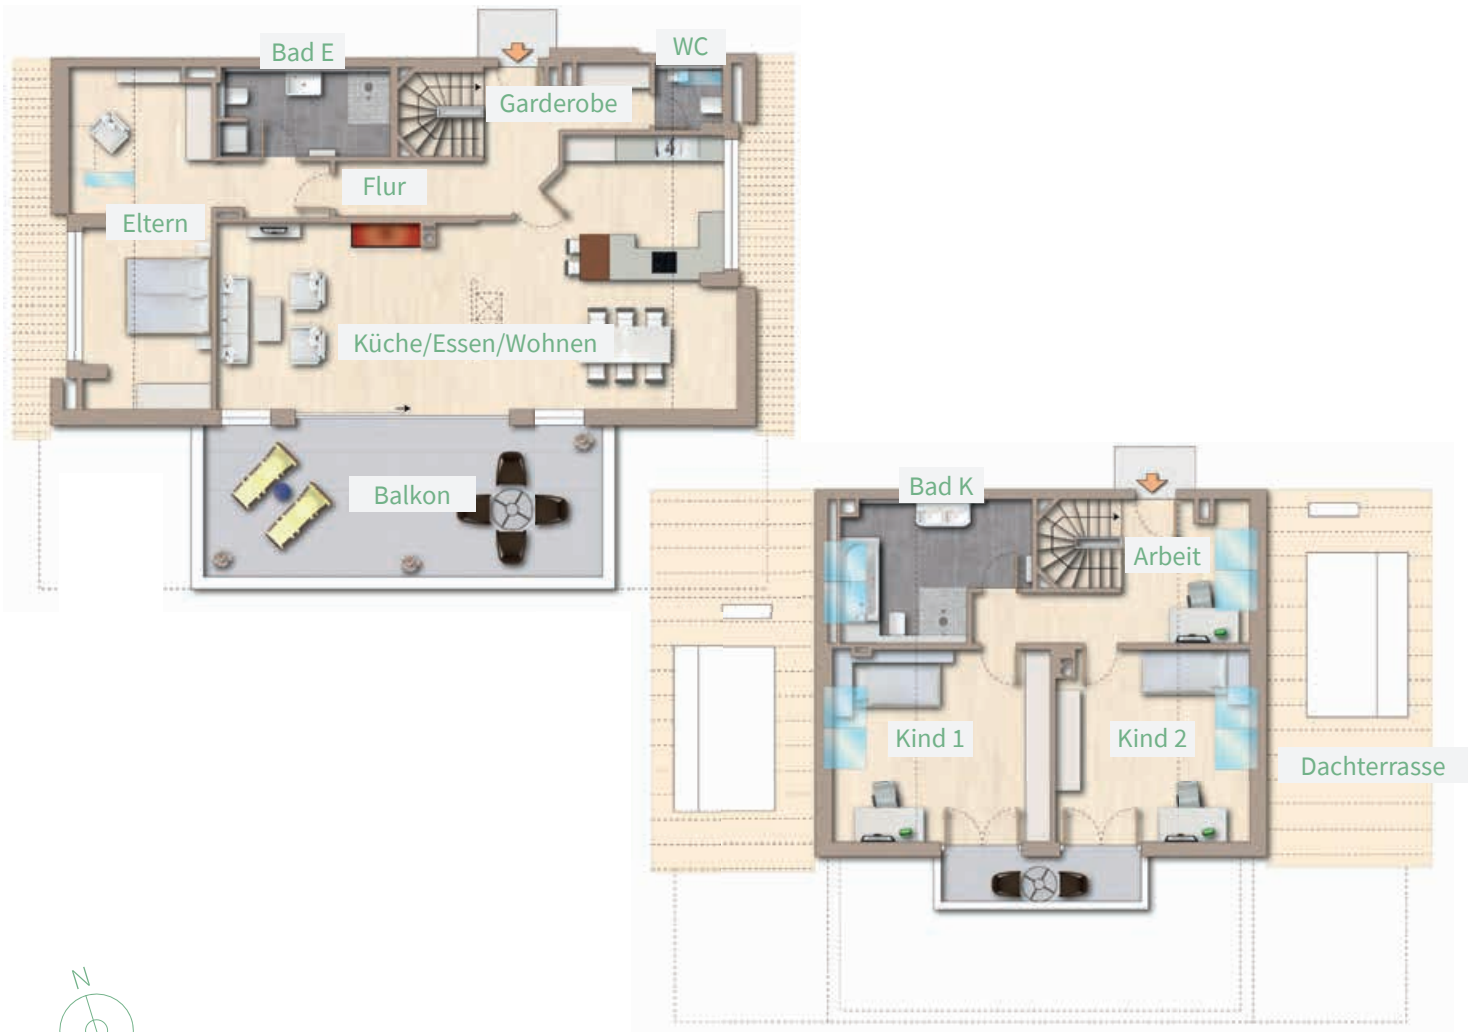 Bad E
WC
Garderobe
Flur
Eltern
Küche/Essen/Wohnen
Balkon
Bad K
Arbeit
Kind 1
Kind 2
Dachterrasse
N